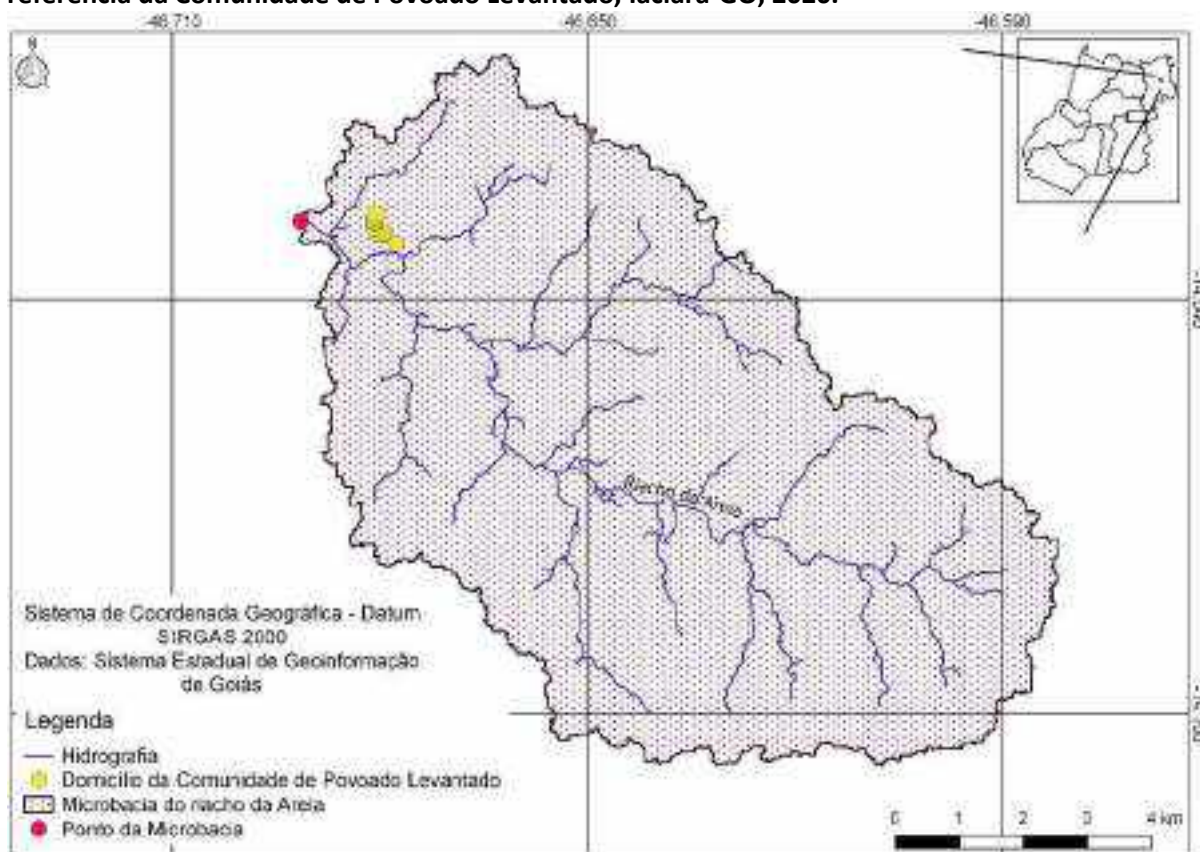 referência da Comunidade de Povoado Levantado, Iaciara-GO, 2020.
-46.710
-46.650
-46.590
N
Riacho da Areia
Sistema de Coordenada Geográfica - Datum
SIRGAS 2000
Dados: Sistema Estadual de Geoinformação
de Goiás
Legenda
Hidrografia
Domicílio da Comunidade de Povoado Levantado
Microbacia do riacho da Areia
Ponto da Microbacia
0 1 2 3 4 km